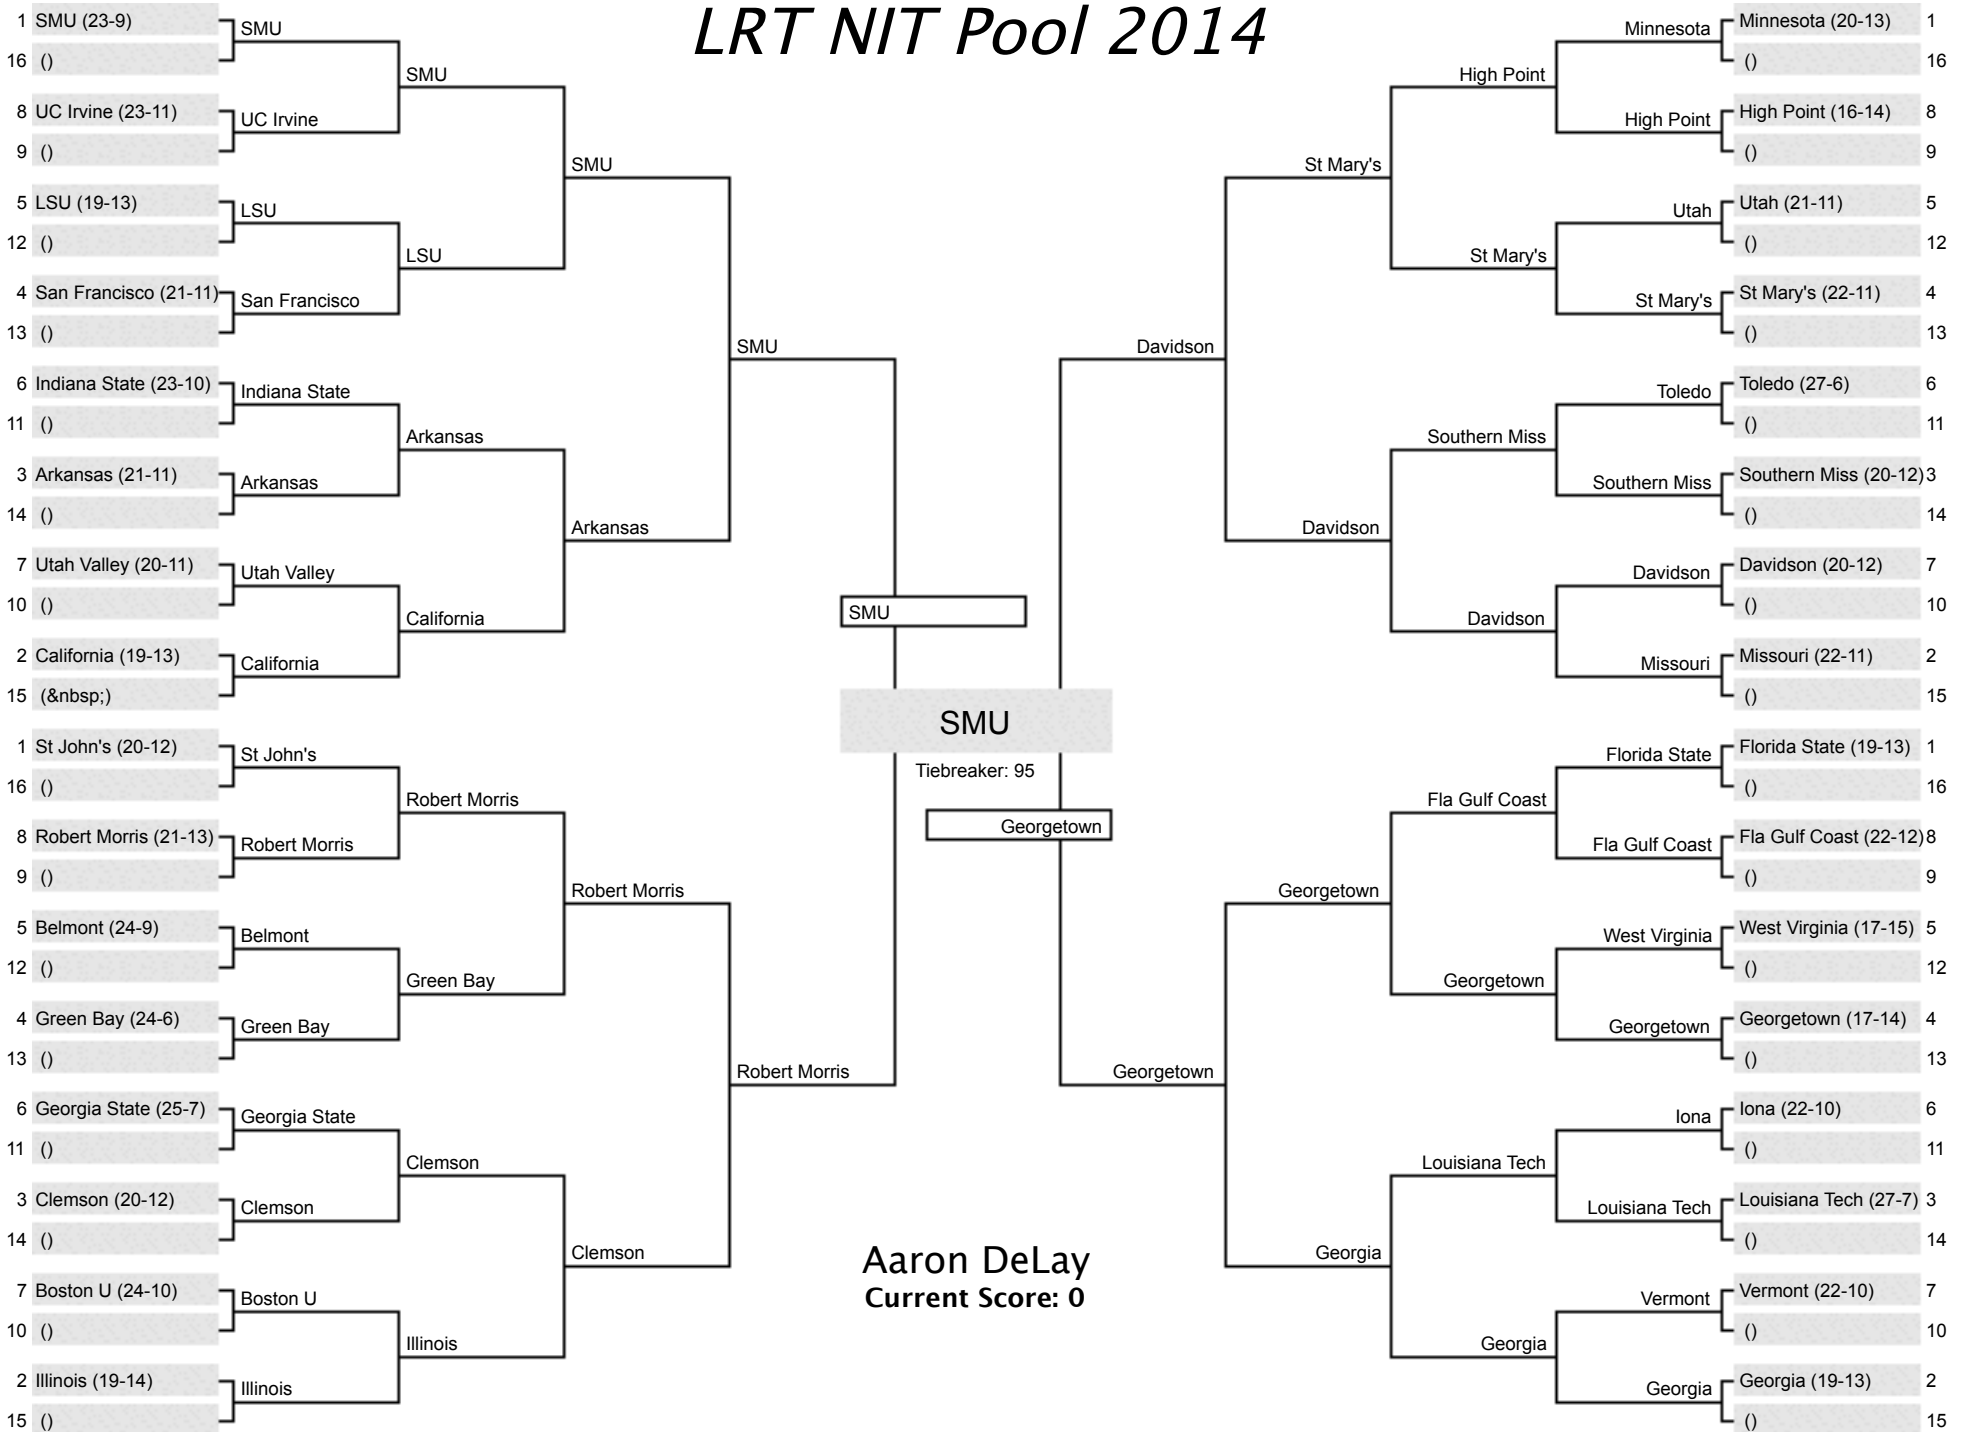 LRT NIT Pool 2014
1 SMU (23-9)
16 ()
8 UC Irvine (23-11)
9 ()
5 LSU (19-13)
12 ()
4 San Francisco (21-11)
13 ()
6 Indiana State (23-10)
11 ()
3 Arkansas (21-11)
14 ()
7 Utah Valley (20-11)
10 ()
2 California (19-13)
15 (&nbsp;)
1 St John's (20-12)
16 ()
8 Robert Morris (21-13)
9 ()
5 Belmont (24-9)
12 ()
4 Green Bay (24-6)
13 ()
6 Georgia State (25-7)
11 ()
3 Clemson (20-12)
14 ()
7 Boston U (24-10)
10 ()
2 Illinois (19-14)
15 ()
SMU
UC Irvine
LSU
San Francisco
Indiana State
Arkansas
Utah Valley
California
St John's
Robert Morris
Belmont
Green Bay
Georgia State
Clemson
Boston U
Illinois
SMU
LSU
Arkansas
California
Robert Morris
Green Bay
Clemson
Illinois
SMU
Arkansas
Robert Morris
Clemson
SMU
Robert Morris
SMU
SMU
Tiebreaker: 95
Georgetown
Aaron DeLay
Current Score: 0
Davidson
Georgetown
St Mary's
Davidson
Georgetown
Georgia
High Point
St Mary's
Southern Miss
Davidson
Fla Gulf Coast
Georgetown
Louisiana Tech
Georgia
Minnesota
High Point
Utah
St Mary's
Toledo
Southern Miss
Davidson
Missouri
Florida State
Fla Gulf Coast
West Virginia
Georgetown
Iona
Louisiana Tech
Vermont
Georgia
Minnesota (20-13) 1
() 16
High Point (16-14) 8
() 9
Utah (21-11) 5
() 12
St Mary's (22-11) 4
() 13
Toledo (27-6) 6
() 11
Southern Miss (20-12) 3
() 14
Davidson (20-12) 7
() 10
Missouri (22-11) 2
() 15
Florida State (19-13) 1
() 16
Fla Gulf Coast (22-12) 8
() 9
West Virginia (17-15) 5
() 12
Georgetown (17-14) 4
() 13
Iona (22-10) 6
() 11
Louisiana Tech (27-7) 3
() 14
Vermont (22-10) 7
() 10
Georgia (19-13) 2
() 15